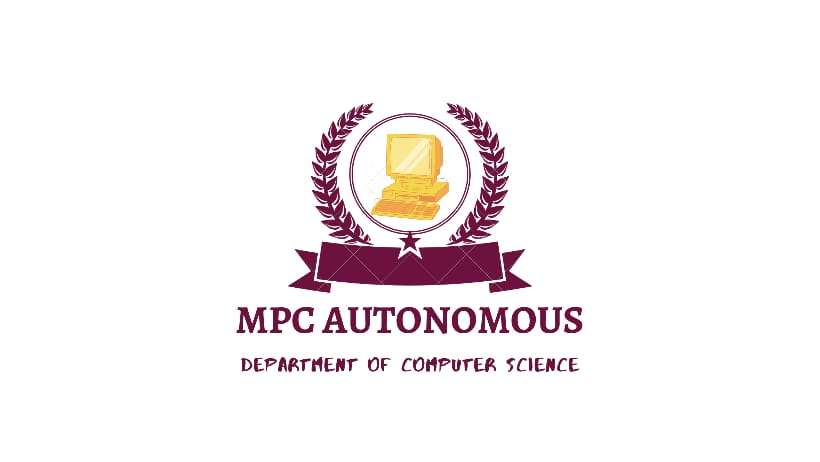 MPC AUTONOMOUS
DEPARTMENT OF COMPUTER SCIENCE